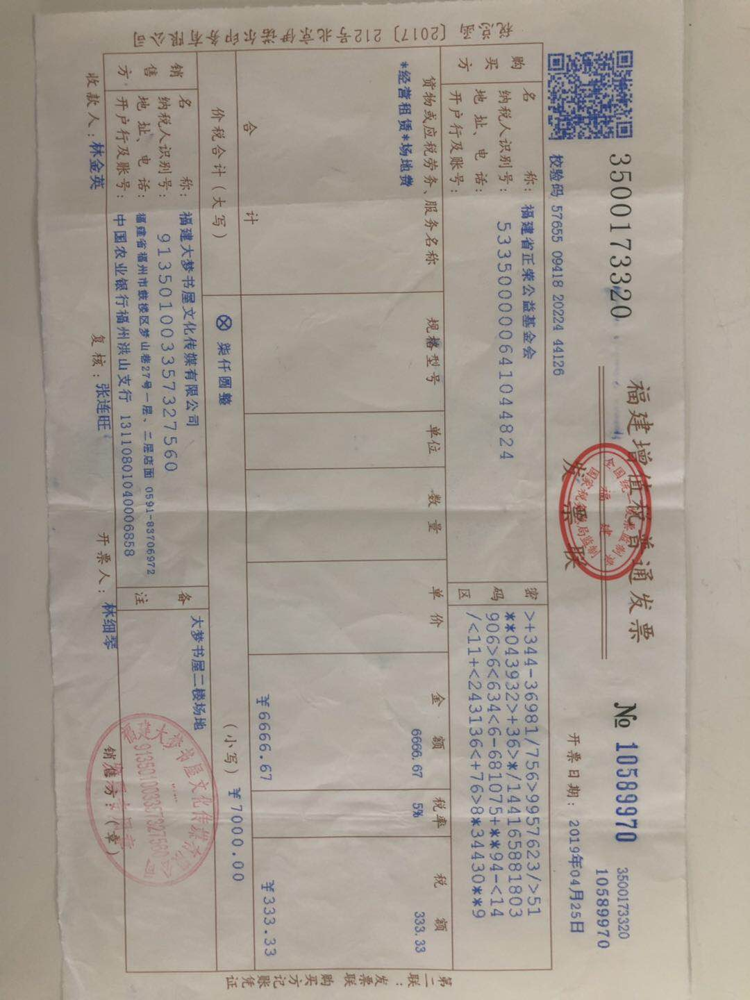 3500173320
福建增值税普通发票
发票联
№ 10589970
3500173320
10589970
校验码 57655 09418 20224 44126
开票日期：2019年04月25日
购买方
名称：福建省正荣公益基金会
纳税人识别号：53350000064104482４
地址、电话：
开户行及账号：
密码区
>+344-36981/756>9957623/>51
**043932>+36>*/144165881803
906>6<634<6-681075+**94-<14
/<11+<243136<+76>8*34430**9
货物或应税劳务、服务名称 规格型号 单位 数量 单价 金额 税率 税额
*经营租赁*场地费 6666.67 5% 333.33
合计 ￥6666.67 ￥333.33
价税合计（大写） ⊗柒仟圆整 （小写）￥7000.00
销售方
名称：福建大梦书屋文化传媒有限公司
纳税人识别号：913501003357327560
地址、电话：福建省福州市鼓楼区梦山巷27号一层、二层店面 0591-83706972
开户行及账号：中国农业银行福州洪山支行 13110801040006858
备注
大梦书屋二楼场地
收款人：林金英 复核：张连旺 开票人：林细琴 销售方：（章）
税总函〔2017〕212号北京伊诺尔印务有限公司
第二联：发票联 购买方记账凭证
全国统一发票监制章
福建
国家税务总局监制
福建大梦书屋文化传媒有限公司
913501003357327560